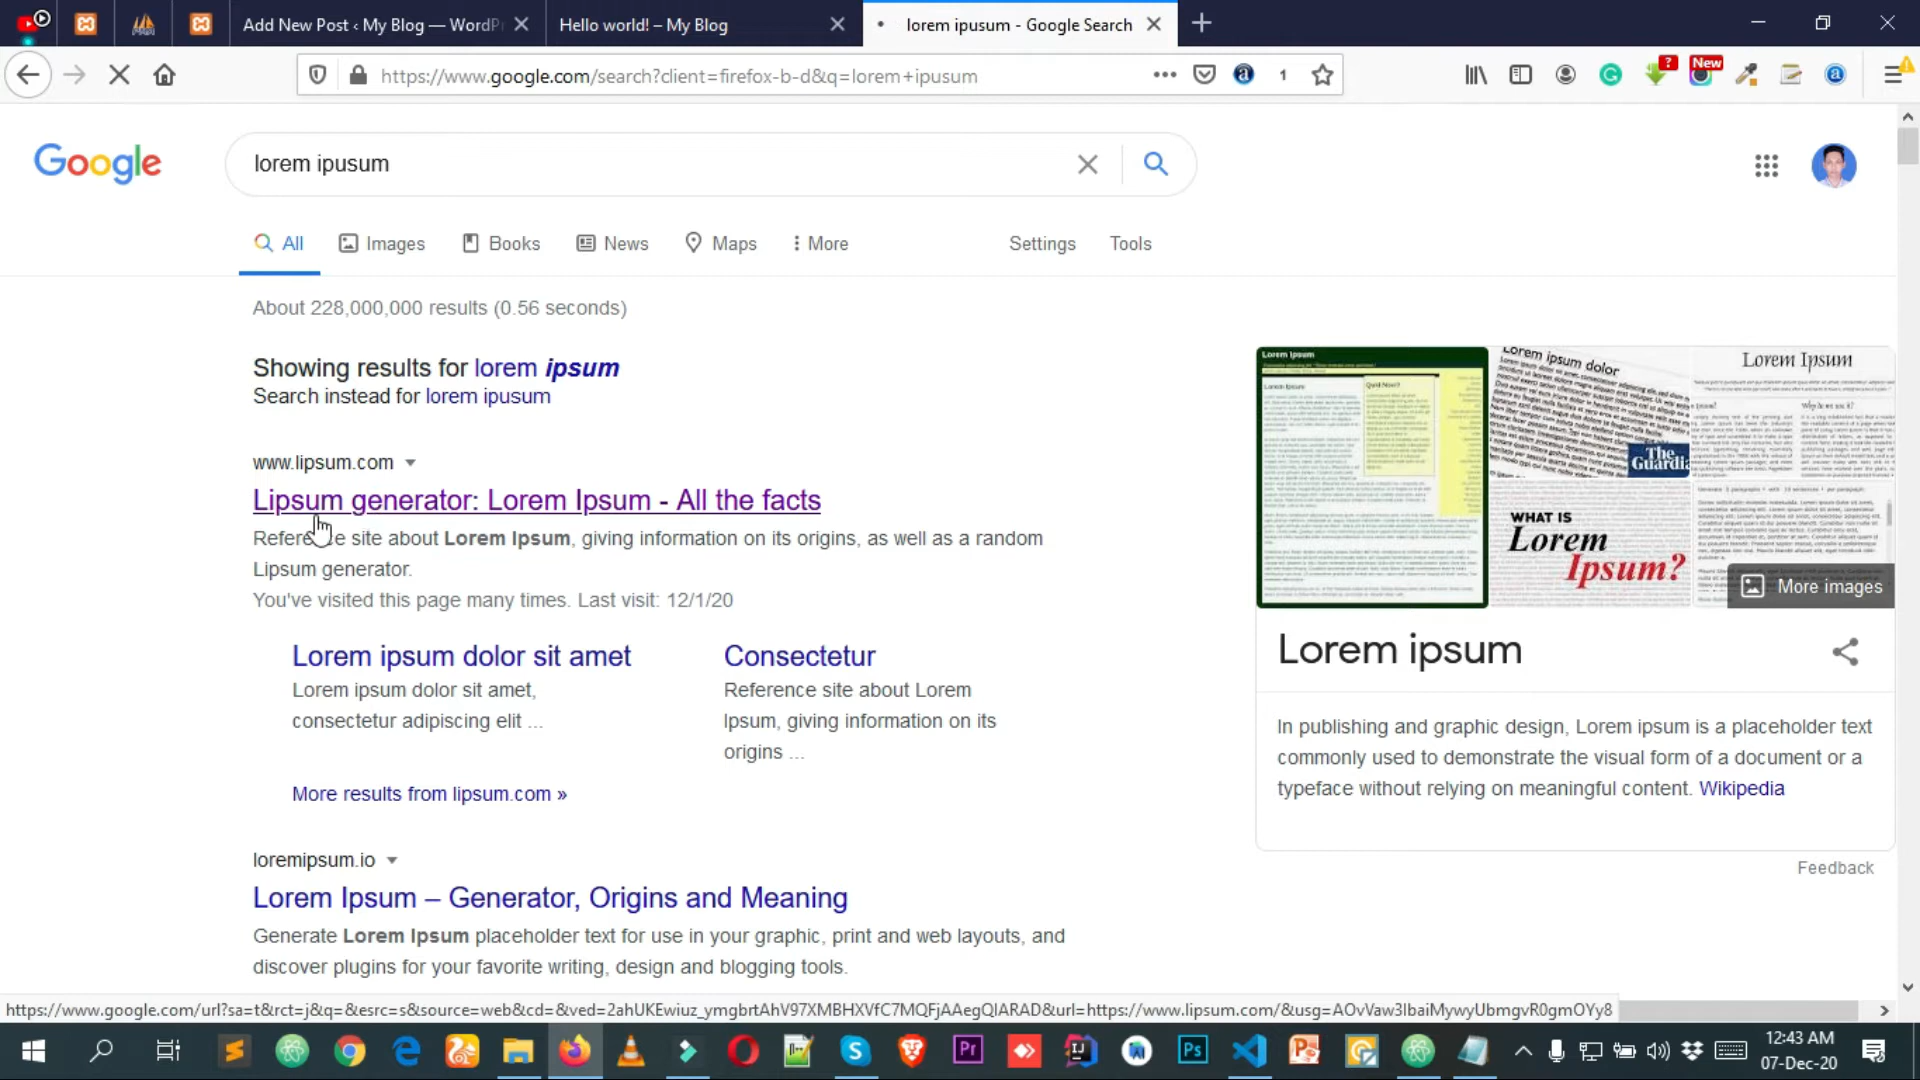 Add New Post ‹ My Blog — WordPr
Hello world! – My Blog
lorem ipusum - Google Search
https://www.google.com/search?client=firefox-b-d&q=lorem+ipusum
1
?
New
Google
lorem ipusum
All
Images
Books
News
Maps
More
Settings
Tools
About 228,000,000 results (0.56 seconds)
Showing results for lorem ipsum
Search instead for lorem ipusum
www.lipsum.com
Lipsum generator: Lorem Ipsum - All the facts
Reference site about Lorem Ipsum, giving information on its origins, as well as a random
Lipsum generator.
You've visited this page many times. Last visit: 12/1/20
Lorem ipsum dolor sit amet
Lorem ipsum dolor sit amet,
consectetur adipiscing elit ...
Consectetur
Reference site about Lorem
Ipsum, giving information on its
origins ...
More results from lipsum.com »
loremipsum.io
Lorem Ipsum – Generator, Origins and Meaning
Generate Lorem Ipsum placeholder text for use in your graphic, print and web layouts, and
discover plugins for your favorite writing, design and blogging tools.
Lorem Ipsum
Lorem ipsum dolor
The
Guardia
Lorem Ipsum
WHAT IS
Lorem
Ipsum?
More images
Lorem ipsum
In publishing and graphic design, Lorem ipsum is a placeholder text
commonly used to demonstrate the visual form of a document or a
typeface without relying on meaningful content. Wikipedia
Feedback
https://www.google.com/url?sa=t&rct=j&q=&esrc=s&source=web&cd=&ved=2ahUKEwiuz_ymgbrtAhV97XMBHXVfC7MQFjAAegQIARAD&url=https://www.lipsum.com/&usg=AOvVaw3lbaiMywyUbmgvR0gmOYy8
12:43 AM
07-Dec-20